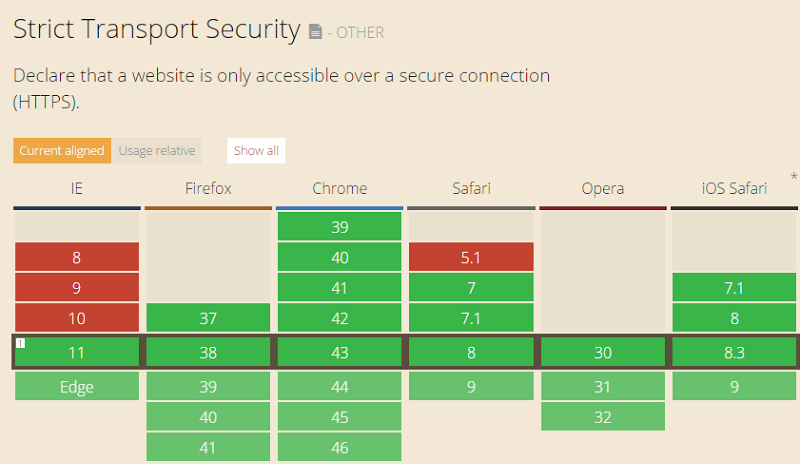 Strict Transport Security - OTHER
Declare that a website is only accessible over a secure connection
(HTTPS).
Current aligned Usage relative Show all
*
IE Firefox Chrome Safari Opera iOS Safari
39
8 40 5.1
9 41 7 7.1
10 37 42 7.1 8
1 11 38 43 8 30 8.3
Edge 39 44 9 31 9
40 45 32
41 46